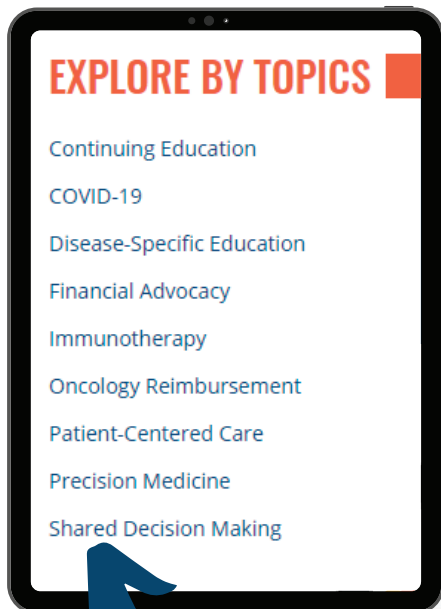 EXPLORE BY TOPICS
Continuing Education
COVID-19
Disease-Specific Education
Financial Advocacy
Immunotherapy
Oncology Reimbursement
Patient-Centered Care
Precision Medicine
Shared Decision Making